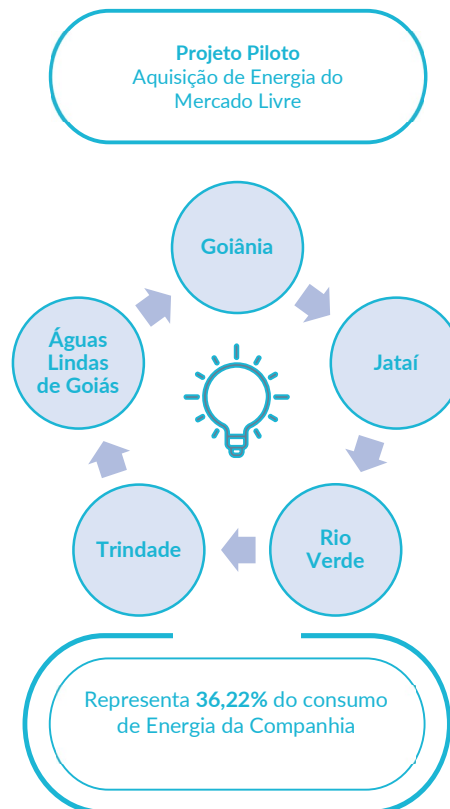 Projeto Piloto
Aquisição de Energia do
Mercado Livre
Goiânia
Jataí
Rio
Verde
Trindade
Águas
Lindas
de Goiás
Representa 36,22% do consumo
de Energia da Companhia